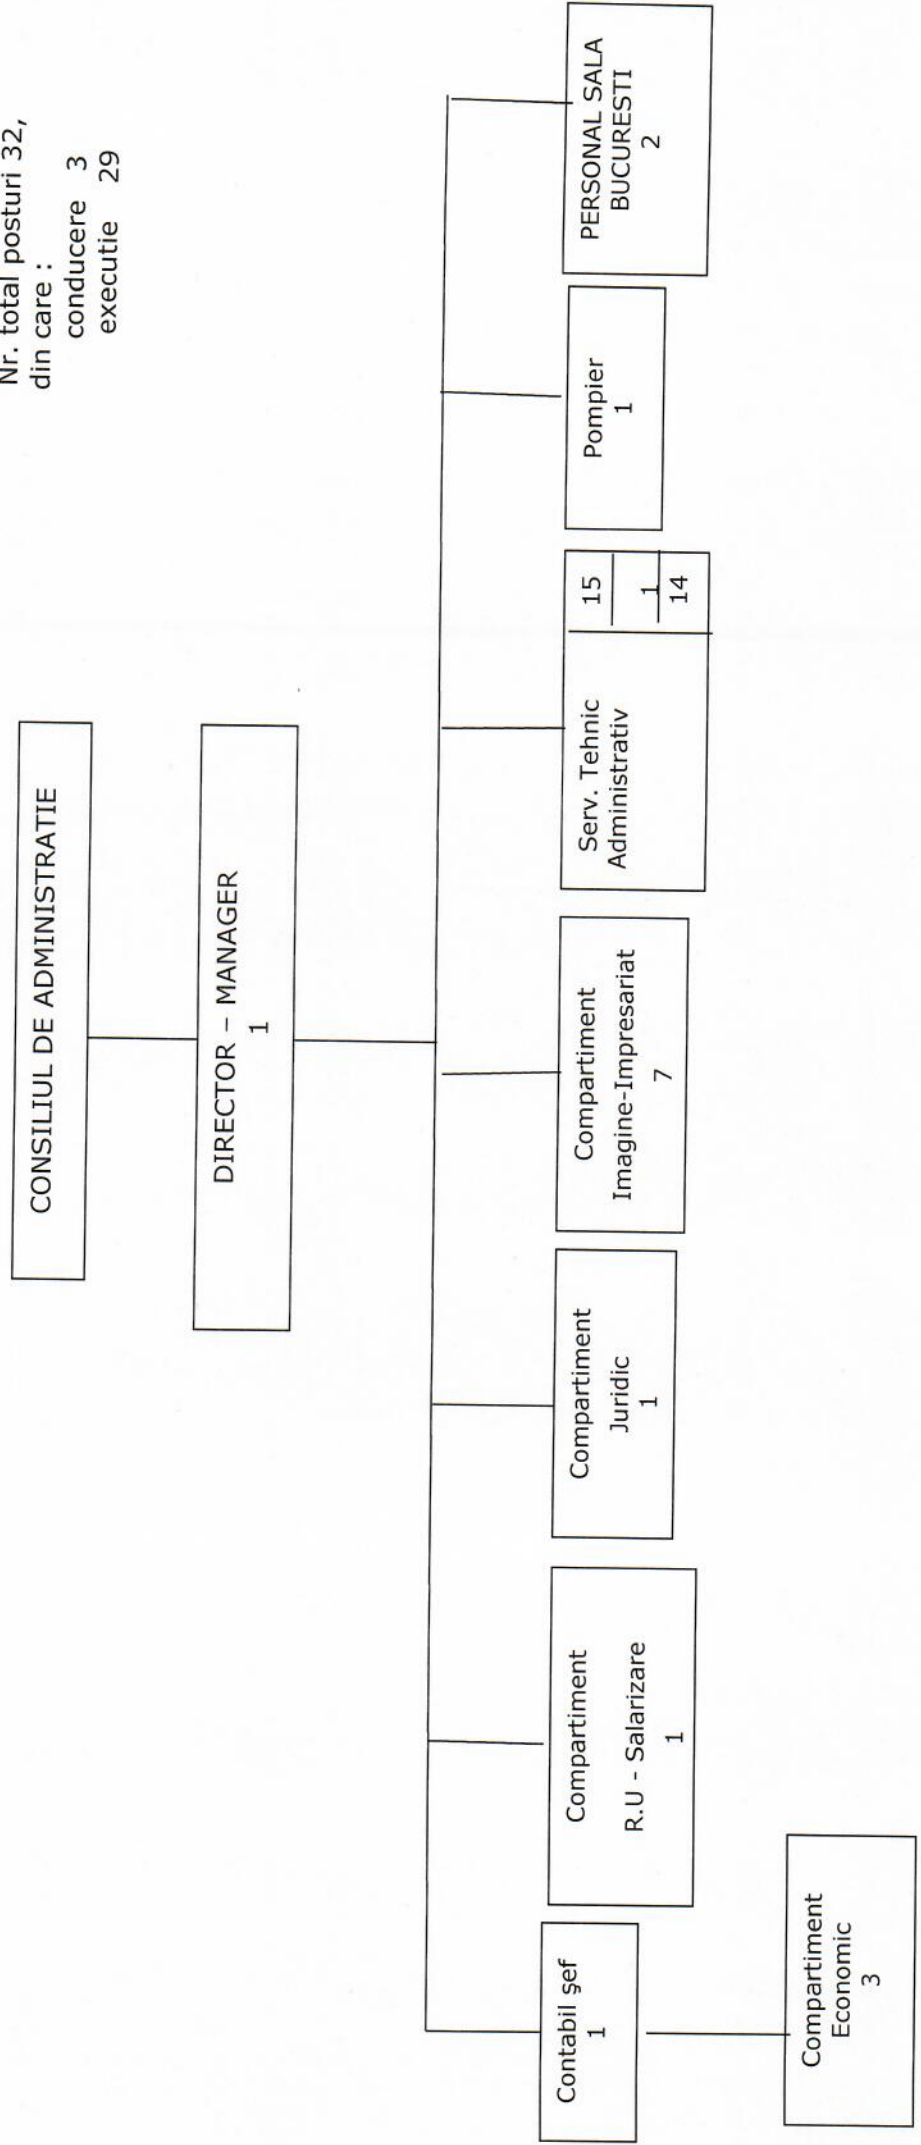 Nr. total posturi 32,
din care :
conducere 3
executie 29
CONSILIUL DE ADMINISTRATIE
DIRECTOR – MANAGER
1
Contabil şef
1
Compartiment
R.U - Salarizare
1
Compartiment
Juridic
1
Compartiment
Imagine-Impresariat
7
Serv. Tehnic
Administrativ
15
1
14
Pompier
1
PERSONAL SALA
BUCURESTI
2
Compartiment
Economic
3